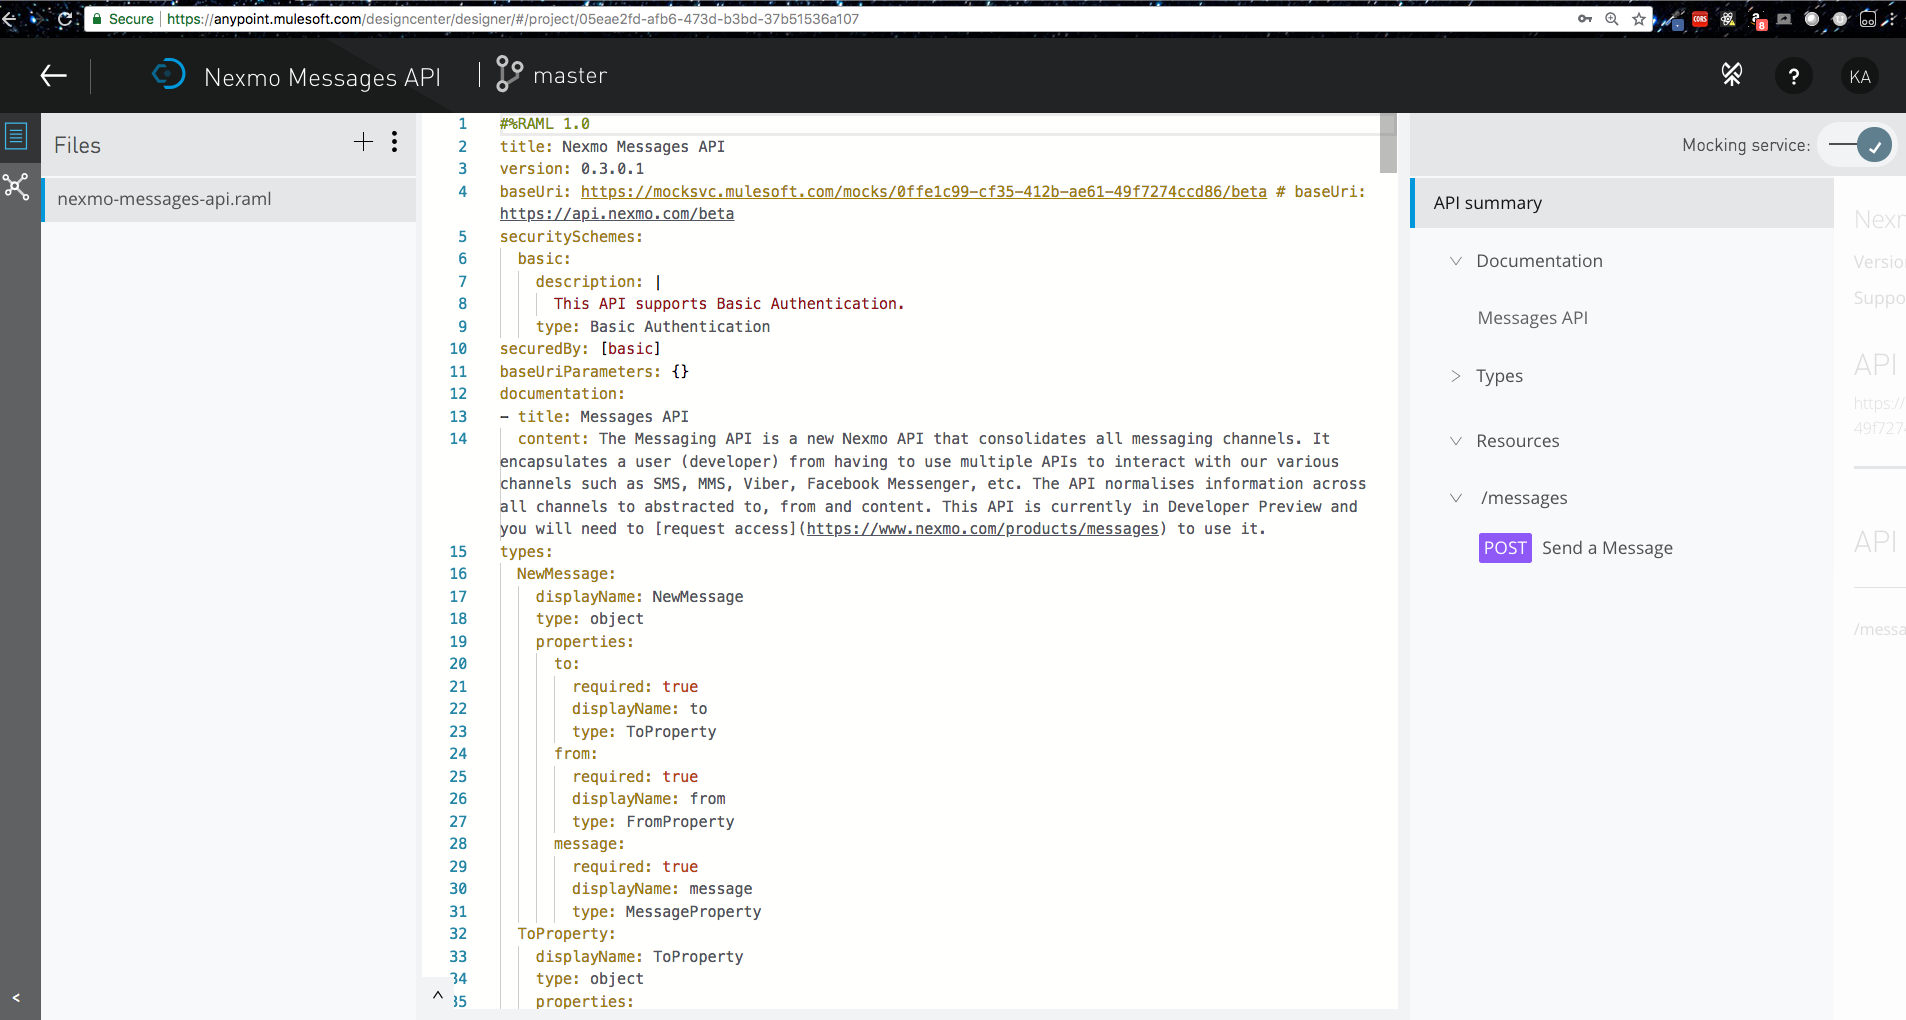 Secure https://anypoint.mulesoft.com/designcenter/designer/#/project/05eae2fd-afb6-473d-b3bd-37b51536a107
CORS
8
Nexmo Messages API
master
?
KA
Files
nexmo-messages-api.raml
1 #%RAML 1.0
2 title: Nexmo Messages API
3 version: 0.3.0.1
4 baseUri: https://mocksvc.mulesoft.com/mocks/0ffe1c99-cf35-412b-ae61-49f7274ccd86/beta # baseUri:
https://api.nexmo.com/beta
5 securitySchemes:
6 basic:
7 description: |
8 This API supports Basic Authentication.
9 type: Basic Authentication
10 securedBy: [basic]
11 baseUriParameters: {}
12 documentation:
13 - title: Messages API
14 content: The Messaging API is a new Nexmo API that consolidates all messaging channels. It
encapsulates a user (developer) from having to use multiple APIs to interact with our various
channels such as SMS, MMS, Viber, Facebook Messenger, etc. The API normalises information across
all channels to abstracted to, from and content. This API is currently in Developer Preview and
you will need to [request access](https://www.nexmo.com/products/messages) to use it.
15 types:
16 NewMessage:
17 displayName: NewMessage
18 type: object
19 properties:
20 to:
21 required: true
22 displayName: to
23 type: ToProperty
24 from:
25 required: true
26 displayName: from
27 type: FromProperty
28 message:
29 required: true
30 displayName: message
31 type: MessageProperty
32 ToProperty:
33 displayName: ToProperty
34 type: object
35 properties:
Mocking service:
API summary
Documentation
Messages API
Types
Resources
/messages
POST Send a Message
Nexr
Versio
Suppo
API
https://
49f727
API
/messa